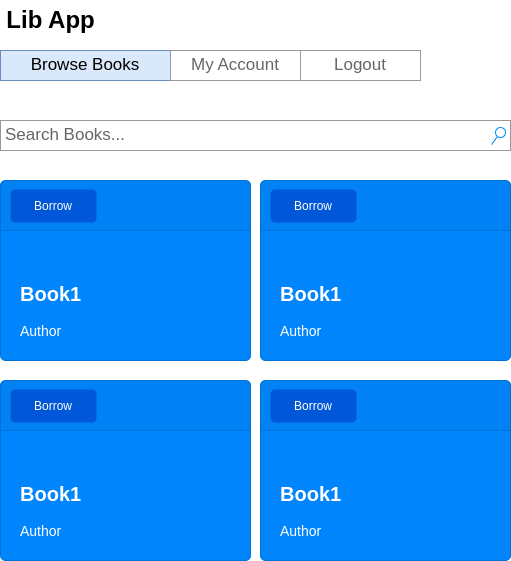 Lib App
Browse Books My Account Logout
Search Books...
Borrow Borrow
Book1 Book1
Author Author
Borrow Borrow
Book1 Book1
Author Author